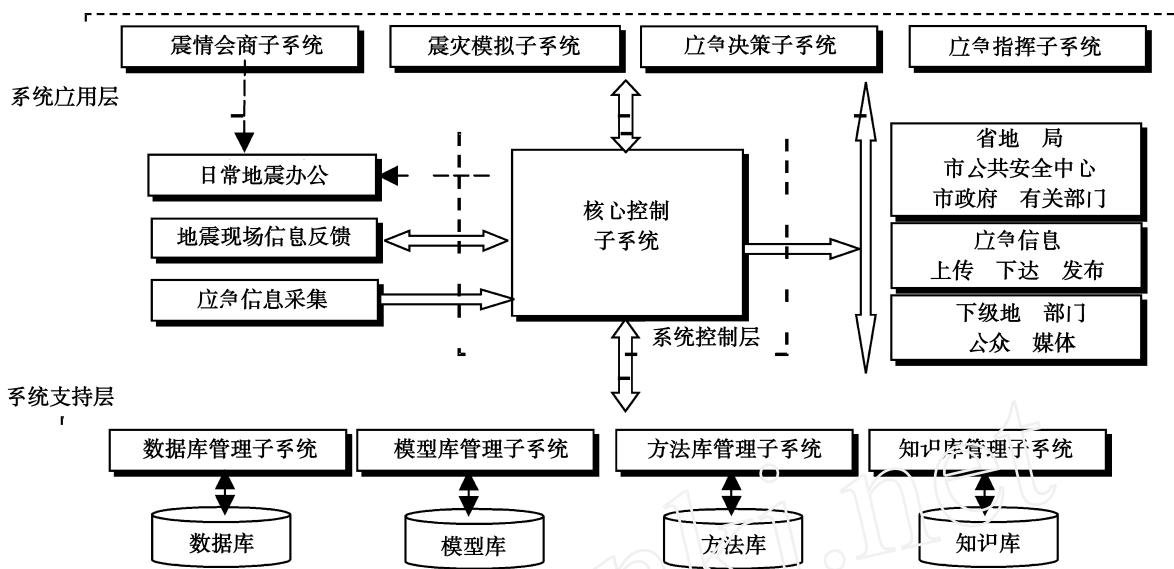 震情会商子系统
震灾模拟子系统
应急决策子系统
应急指挥子系统
系统应用层
省地 局
市公共安全中心
市政府 有关部门
日常地震办公
核心控制
子系统
地震现场信息反馈
应急信息
上传 下达 发布
应急信息采集
下级地 部门
公众 媒体
系统控制层
系统支持层
数据库管理子系统
模型库管理子系统
方法库管理子系统
知识库管理子系统
数据库
模型库
方法库
知识库